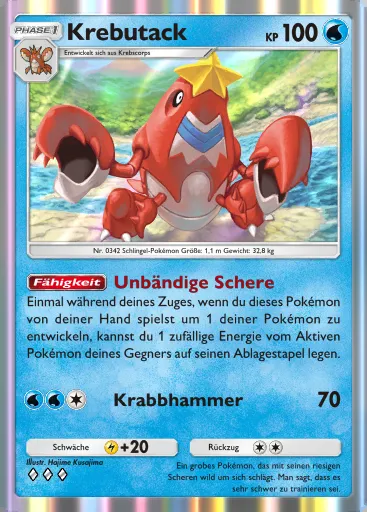 PHASE 1
Krebutack
KP 100
Entwickelt sich aus Krebscorps
Nr. 0342 Schlingel-Pokémon Größe: 1,1 m Gewicht: 32,8 kg
Fähigkeit Unbändige Schere
Einmal während deines Zuges, wenn du dieses Pokémon
von deiner Hand spielst um 1 deiner Pokémon zu
entwickeln, kannst du 1 zufällige Energie vom Aktiven
Pokémon deines Gegners auf seinen Ablagestapel legen.
Krabbhammer 70
Schwäche +20 Rückzug
Illustr. Hajime Kusajima
Ein grobes Pokémon, das mit seinen riesigen
Scheren wild um sich schlägt. Man sagt, dass es
sehr schwer zu trainieren sei.